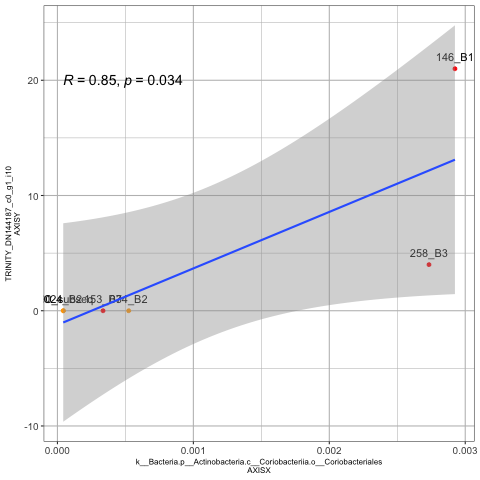 146_B1
20
R = 0.85, p = 0.034
TRINITY_DN144187_c0_g1_i10
AXISY
10
258_B3
074_B2
0
-10
0.000 0.001 0.002 0.003
k__Bacteria.p__Actinobacteria.c__Coriobacteriia.o__Coriobacteriales
AXISX